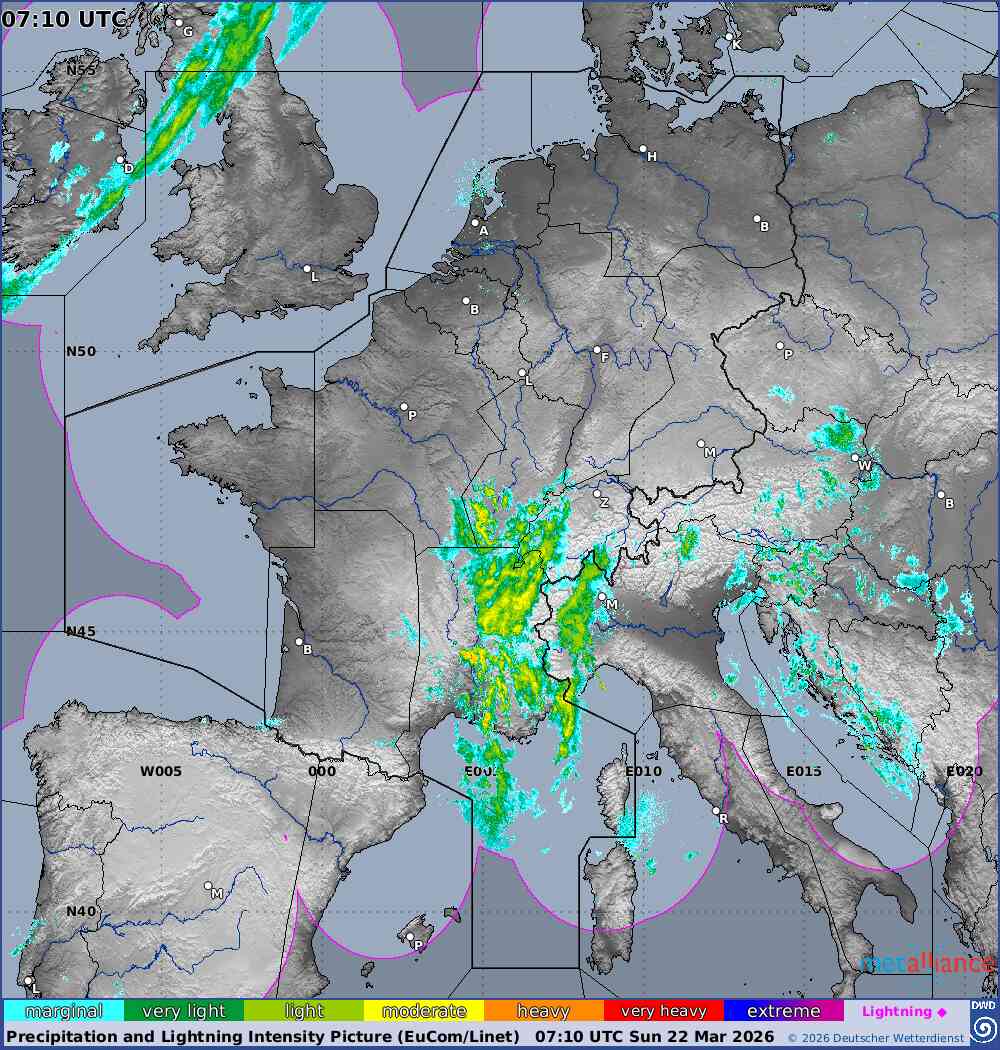 07:10 UTC
G
K
N55
H
D
A
B
B
L
N50
F
P
L
P
M
W
Z
B
M
N45
B
W005
000
E005
E010
E015
E020
R
M
N40
P
L
metalliance
marginal very light light moderate heavy very heavy extreme Lightning ◆
DWD
Precipitation and Lightning Intensity Picture (EuCom/Linet) 07:10 UTC Sun 22 Mar 2026 © 2026 Deutscher Wetterdienst